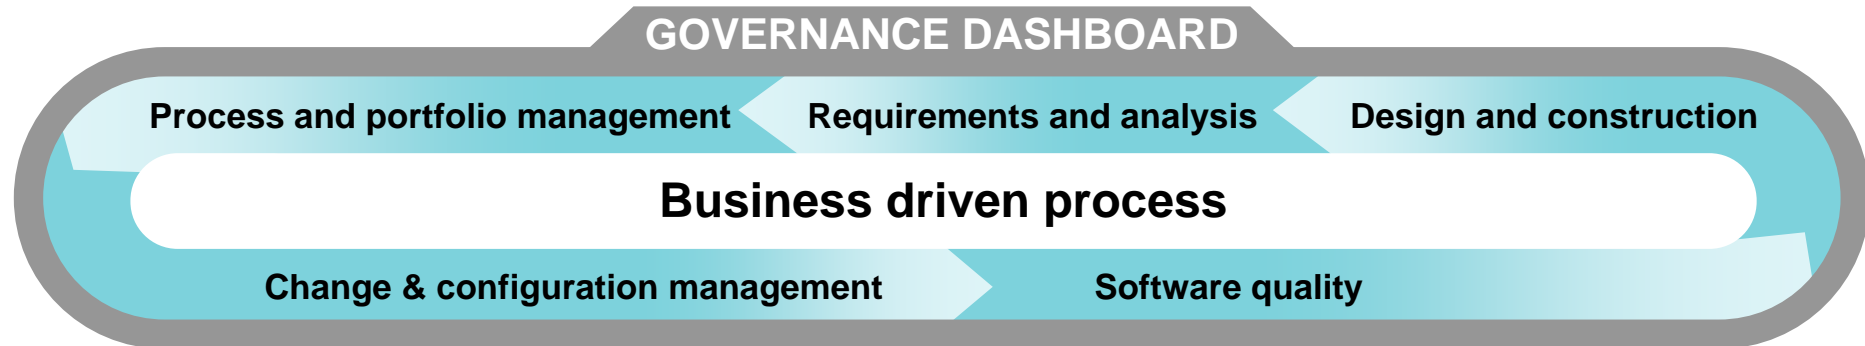 GOVERNANCE DASHBOARD
Process and portfolio management
Requirements and analysis
Design and construction
Business driven process
Change & configuration management
Software quality